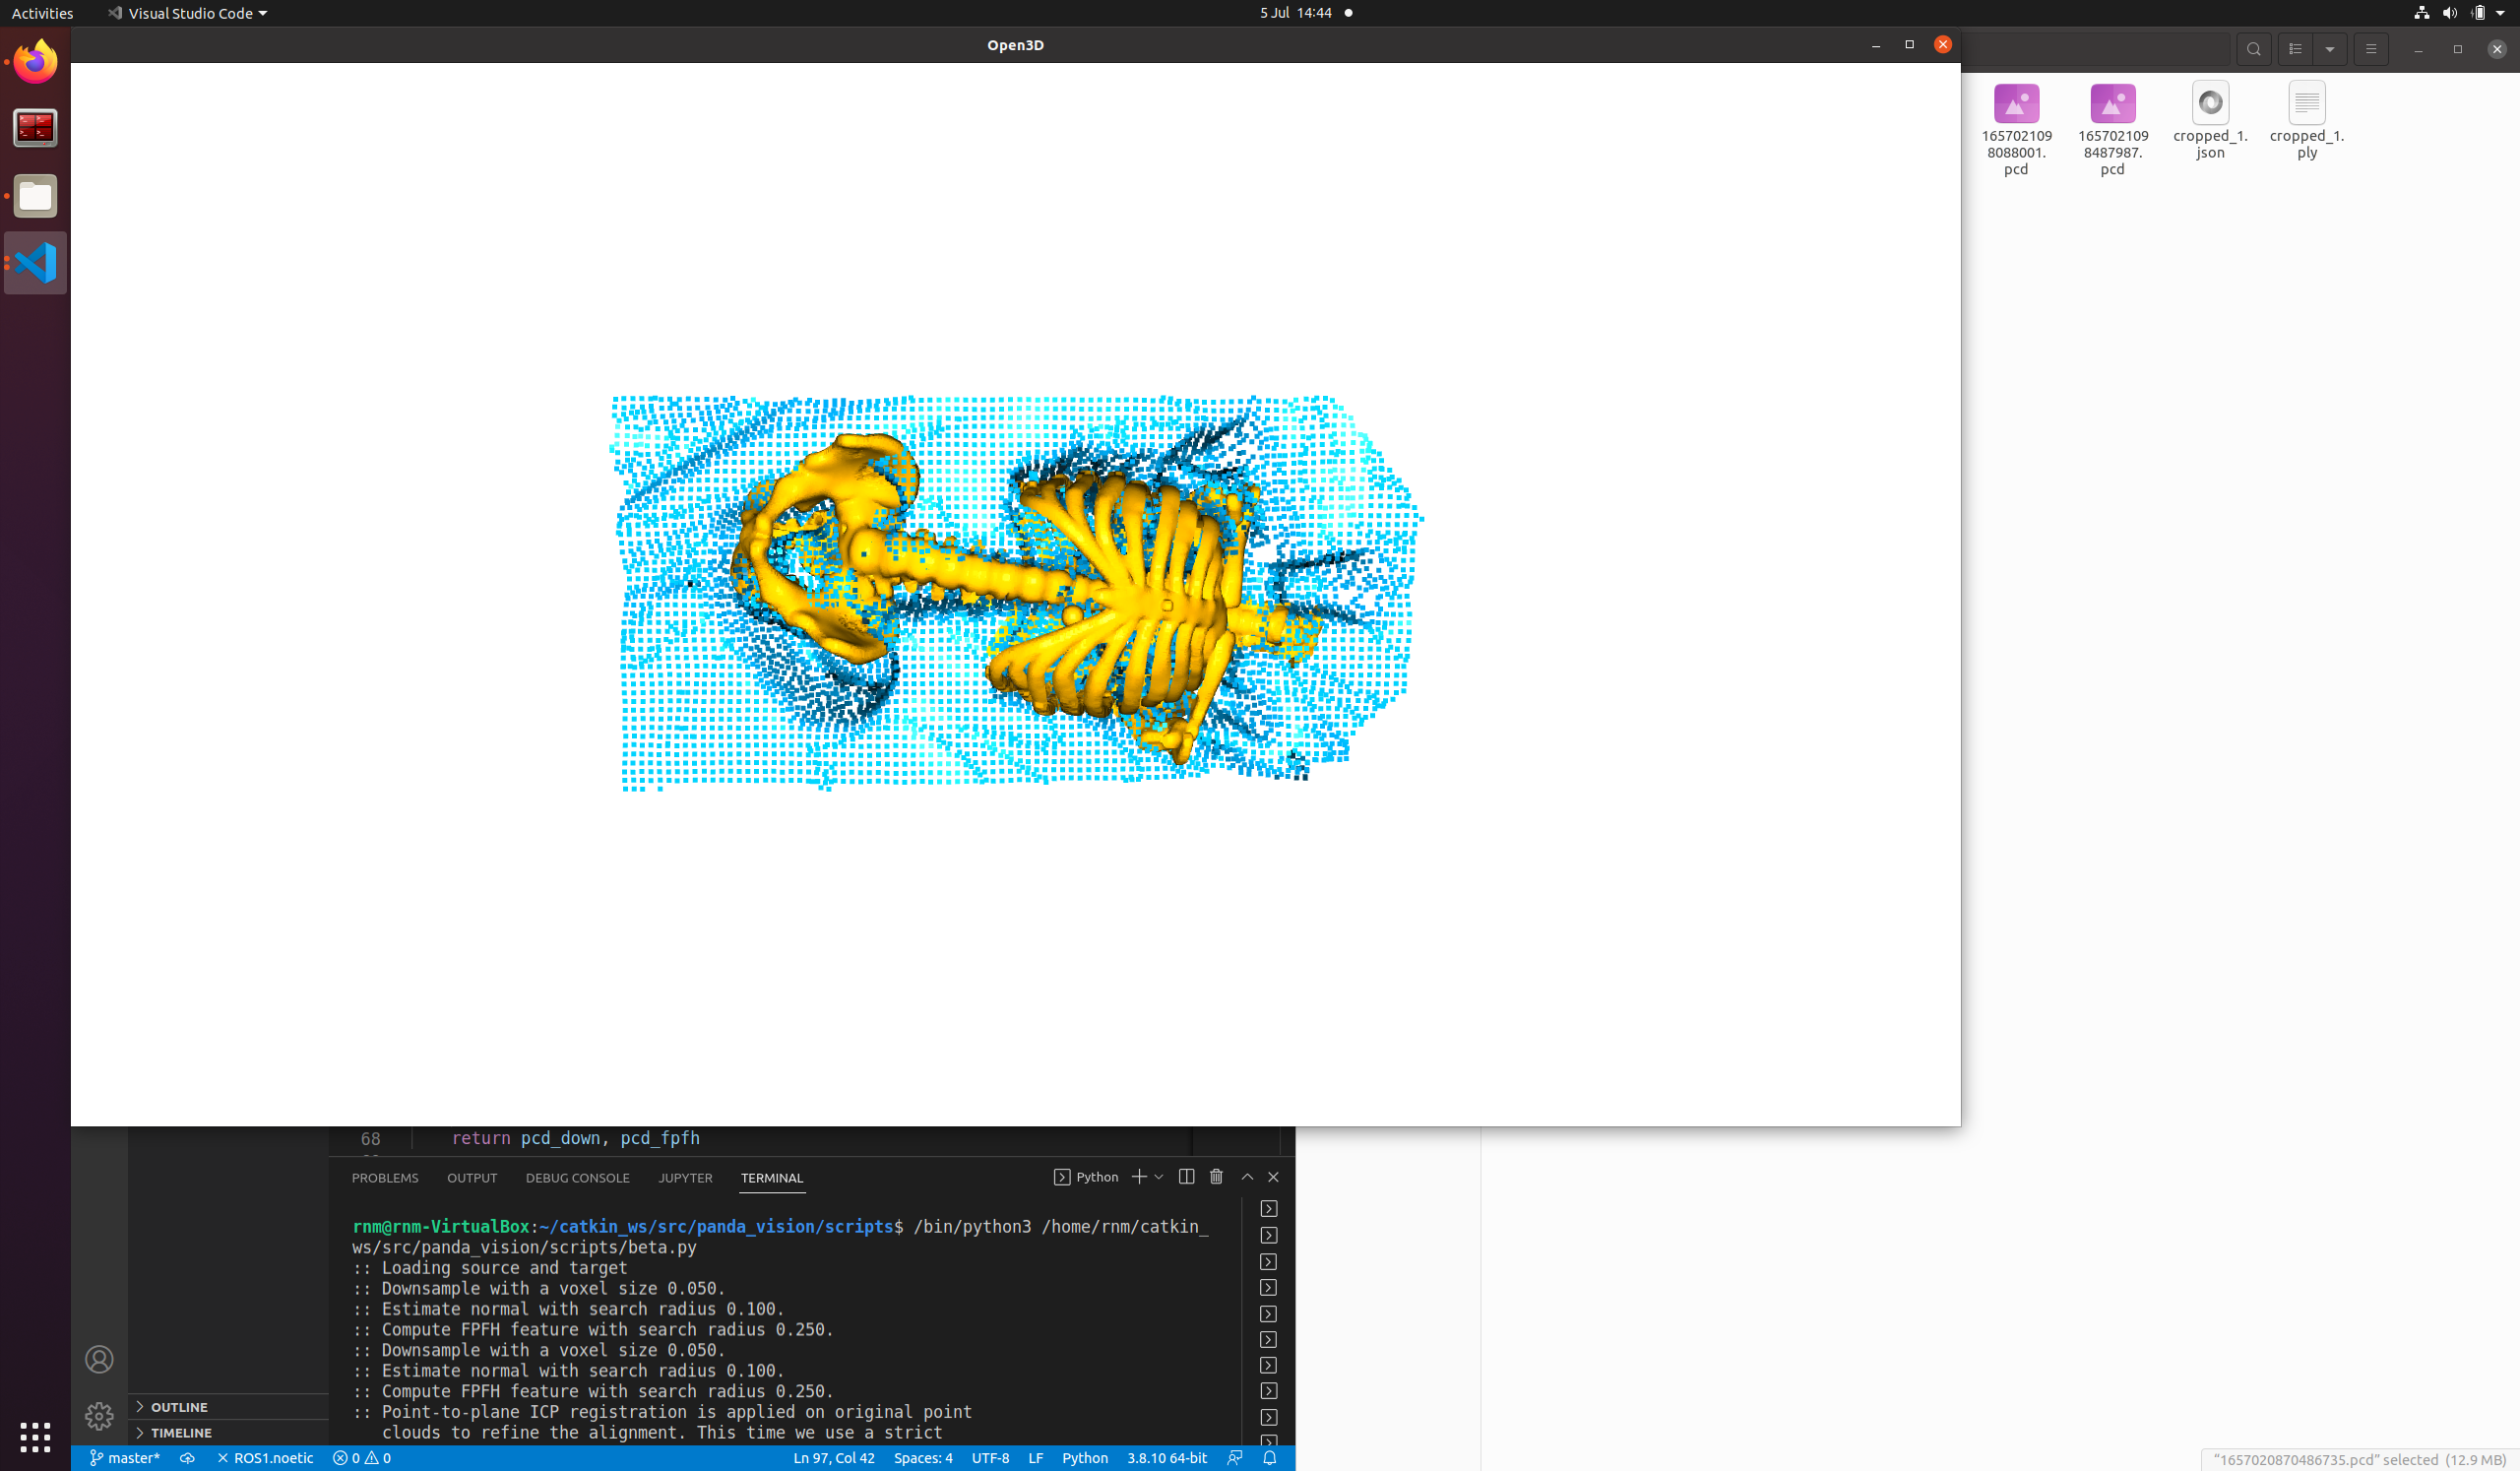 Activities
Visual Studio Code
5 Jul 14:44
Open3D
165702109
8088001.
pcd
165702109
8487987.
pcd
cropped_1.
json
cropped_1.
ply
68 return pcd_down, pcd_fpfh
PROBLEMS OUTPUT DEBUG CONSOLE JUPYTER TERMINAL
Python
rnm@rnm-VirtualBox:~/catkin_ws/src/panda_vision/scripts$ /bin/python3 /home/rnm/catkin_
ws/src/panda_vision/scripts/beta.py
:: Loading source and target
:: Downsample with a voxel size 0.050.
:: Estimate normal with search radius 0.100.
:: Compute FPFH feature with search radius 0.250.
:: Downsample with a voxel size 0.050.
:: Estimate normal with search radius 0.100.
:: Compute FPFH feature with search radius 0.250.
:: Point-to-plane ICP registration is applied on original point
clouds to refine the alignment. This time we use a strict
OUTLINE
TIMELINE
master* ROS1.noetic 0 0 Ln 97, Col 42 Spaces: 4 UTF-8 LF Python 3.8.10 64-bit
“1657020870486735.pcd” selected (12.9 MB)